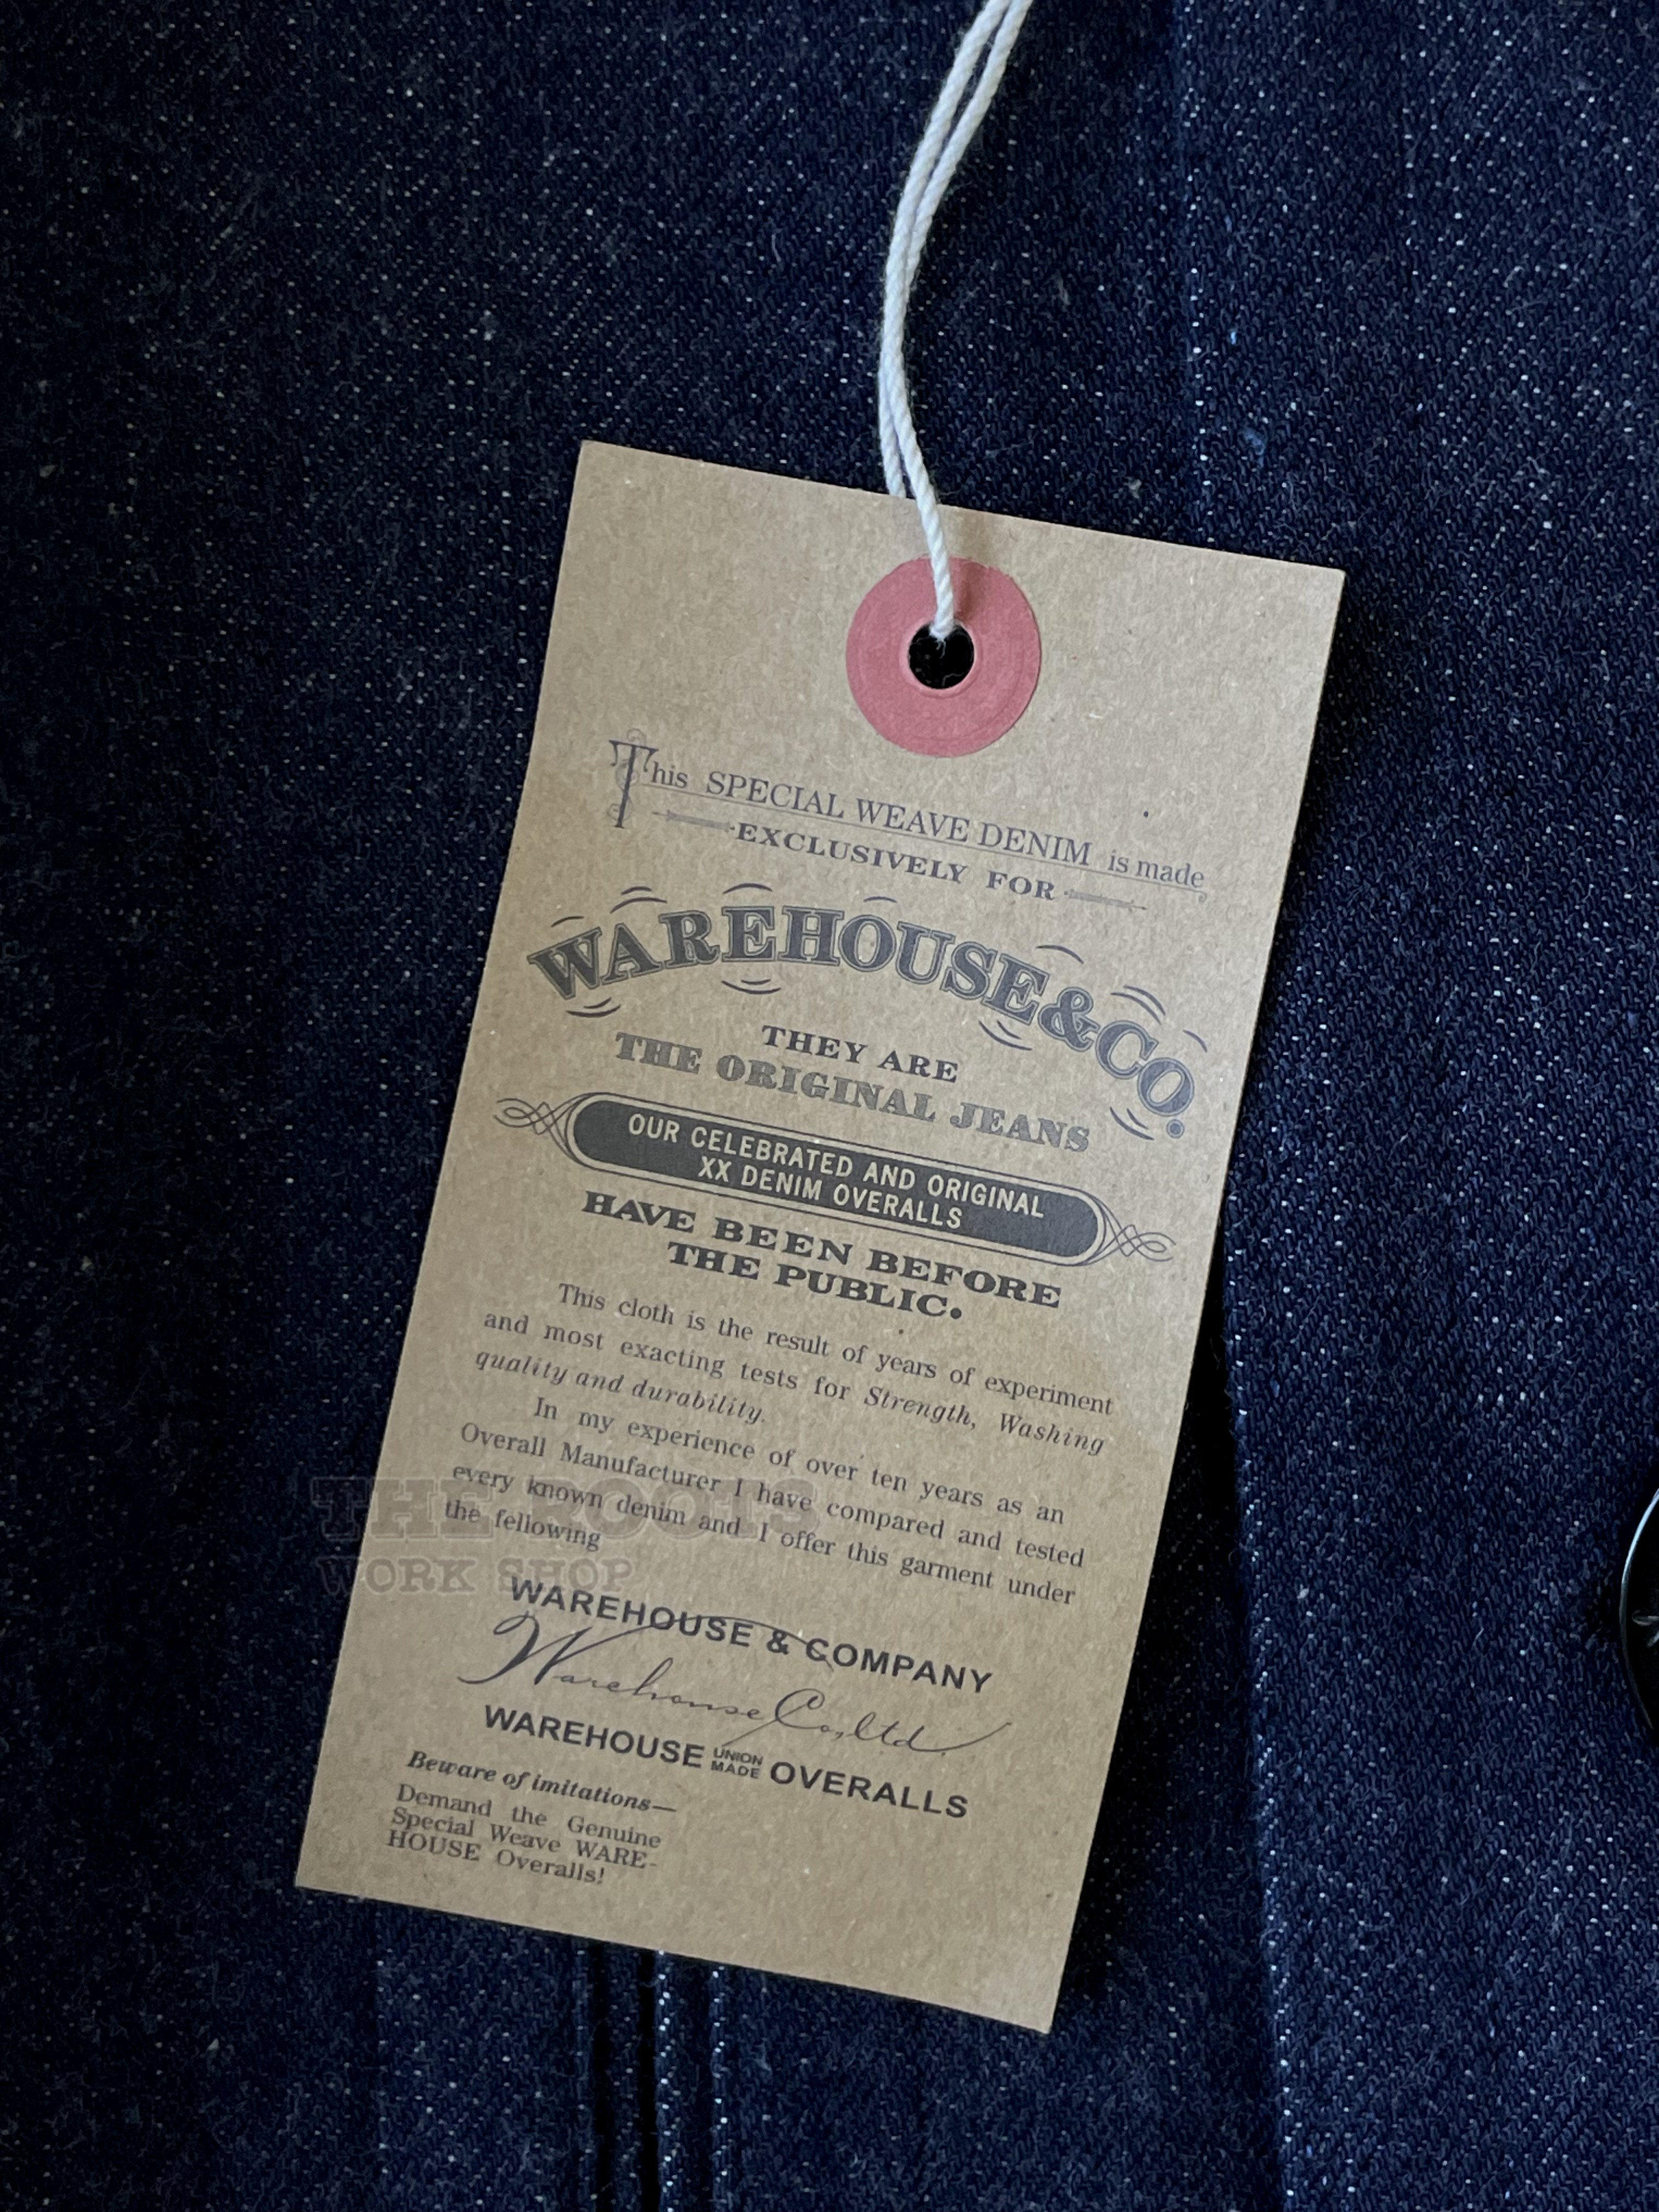 This SPECIAL WEAVE DENIM is made
EXCLUSIVELY FOR
WAREHOUSE & CO.
THEY ARE
THE ORIGINAL JEANS
OUR CELEBRATED AND ORIGINAL
XX DENIM OVERALLS
HAVE BEEN BEFORE
THE PUBLIC.
This cloth is the result of years of experiment
and most exacting tests for Strength, Washing
quality and durability.
In my experience of over ten years as an
Overall Manufacturer I have compared and tested
every known denim and I offer this garment under
the fellowing
THE ROOTS
WORK SHOP
WAREHOUSE & COMPANY
Warehouse Co,ltd.
WAREHOUSE UNION MADE OVERALLS
Beware of imitations—
Demand the Genuine
Special Weave WARE-
HOUSE Overalls!